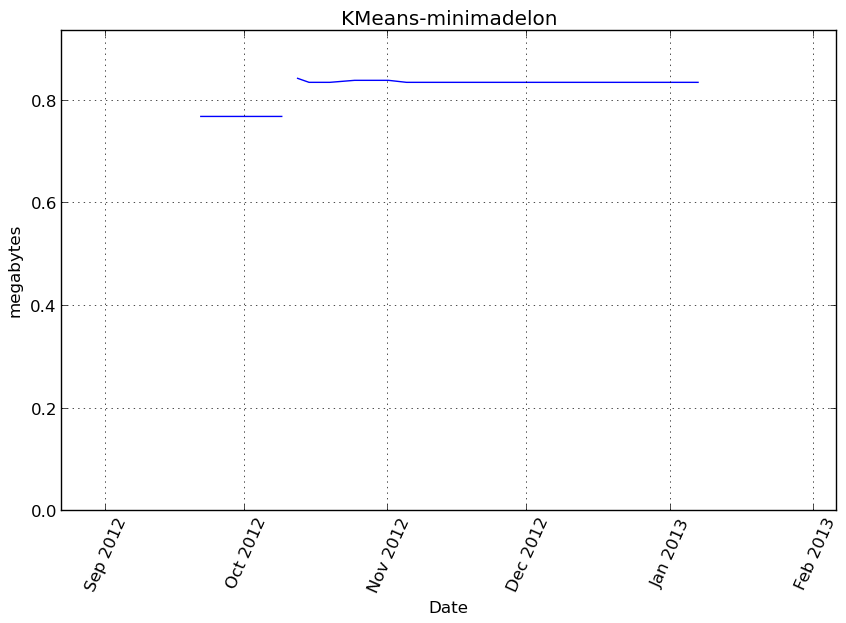 KMeans-minimadelon
megabytes
0.8
0.6
0.4
0.2
0.0
Sep 2012
Oct 2012
Nov 2012
Dec 2012
Jan 2013
Feb 2013
Date